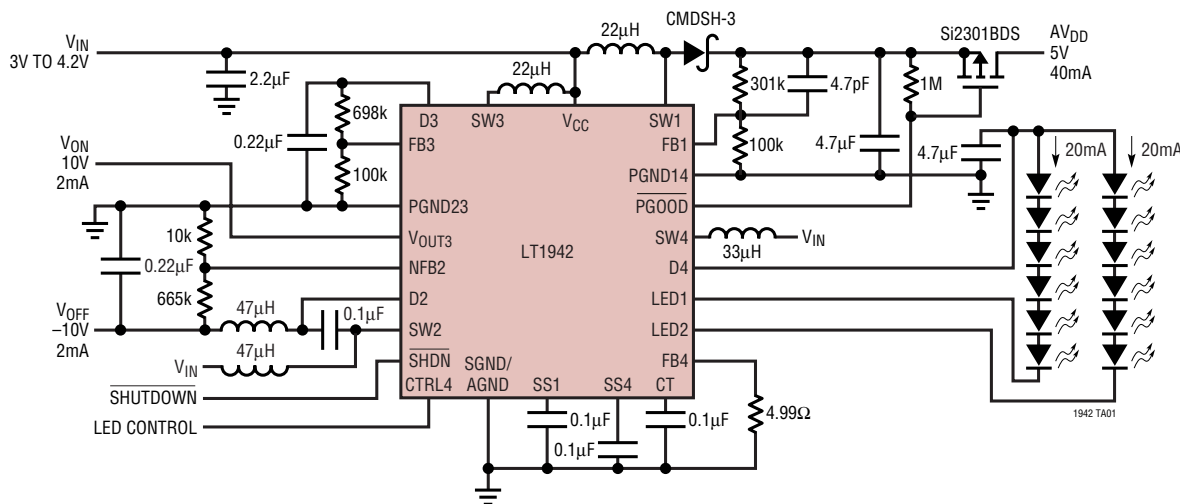 V_IN
3V TO 4.2V
2.2µF
22µH
CMDSH-3
Si2301BDS
AV_DD
5V
40mA
22µH
698k
0.22µF
100k
301k
4.7pF
1M
100k
4.7µF
4.7µF
20mA
20mA
V_ON
10V
2mA
D3
SW3
V_CC
SW1
FB3
FB1
PGND14
PGND23
PGOOD
V_OUT3
SW4
33µH
V_IN
LT1942
NFB2
D4
D2
LED1
SW2
LED2
SHDN
FB4
CTRL4
SGND/
AGND
SS1
SS4
CT
10k
0.22µF
665k
V_OFF
–10V
2mA
47µH
0.1µF
V_IN
47µH
SHUTDOWN
LED CONTROL
0.1µF
0.1µF
0.1µF
4.99Ω
1942 TA01